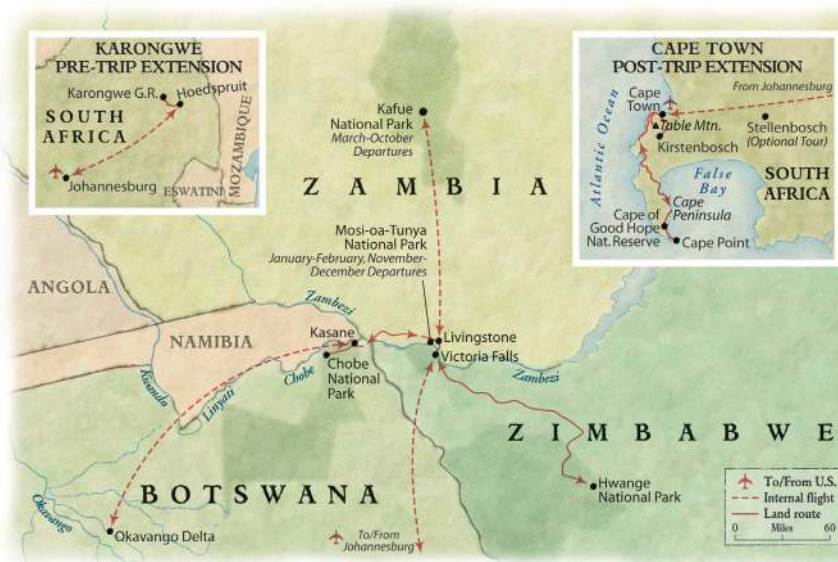 KARONGWE
PRE-TRIP EXTENSION
Karongwe G.R.
Hoedspruit
SOUTH
AFRICA
MOZAMBIQUE
Johannesburg
ESWATINI
CAPE TOWN
POST-TRIP EXTENSION
From Johannesburg
Cape
Town
Atlantic Ocean
Table Mtn.
Kirstenbosch
Stellenbosch
(Optional Tour)
False
Bay
SOUTH
AFRICA
Cape
Peninsula
Cape of
Good Hope
Nat. Reserve
Cape Point
Kafue
National Park
March-October
Departures
ZAMBIA
Mosi-oa-Tunya
National Park
January-February, November-
December Departures
ANGOLA
Zambezi
NAMIBIA
Kasane
Livingstone
Victoria Falls
Chobe
National
Park
Chobe
Zambezi
Kwando
Linyati
ZIMBABWE
Hwange
National Park
BOTSWANA
Okavango
Okavango Delta
To/From
Johannesburg
To/From U.S.
Internal flight
Land route
0 Miles 60